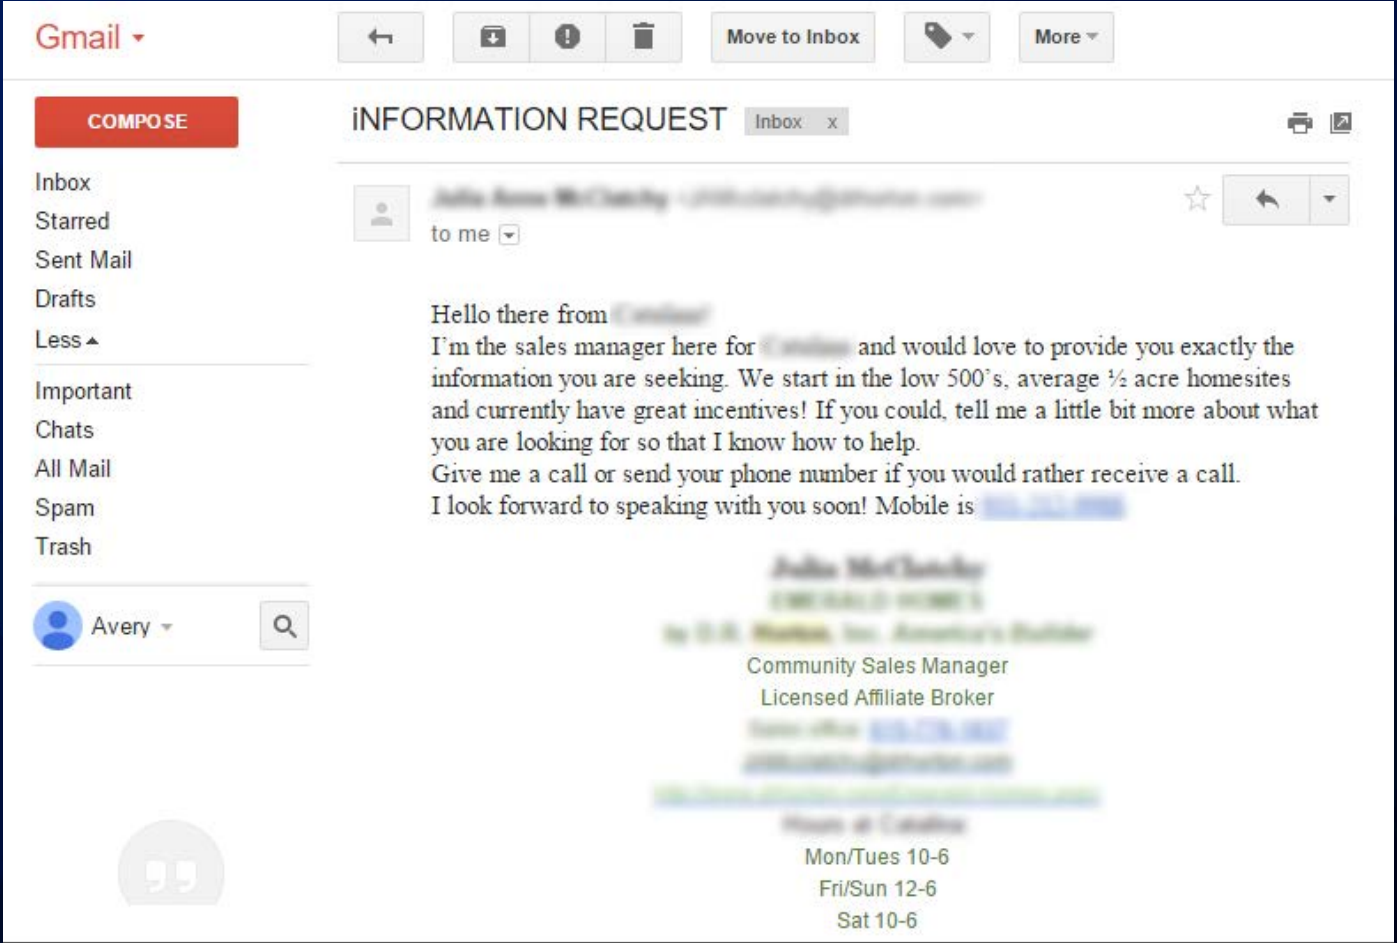 Gmail
Move to Inbox
More
COMPOSE
iNFORMATION REQUEST Inbox x
Inbox
Starred
Sent Mail
Drafts
Less
Important
Chats
All Mail
Spam
Trash
Avery
to me
Hello there from
I'm the sales manager here for and would love to provide you exactly the
information you are seeking. We start in the low 500's, average ½ acre homesites
and currently have great incentives! If you could, tell me a little bit more about what
you are looking for so that I know how to help.
Give me a call or send your phone number if you would rather receive a call.
I look forward to speaking with you soon! Mobile is
Community Sales Manager
Licensed Affiliate Broker
Mon/Tues 10-6
Fri/Sun 12-6
Sat 10-6